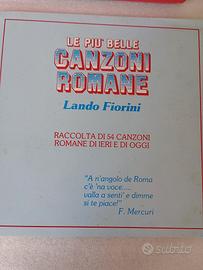 LE PIU' BELLE
CANZONI
ROMANE
Lando Fiorini
RACCOLTA DI 54 CANZONI
ROMANE DI IERI E DI OGGI
"A n'angolo de Roma
c'è 'na voce.....
valla a senti' e dimme
si te piace!"
F. Mercuri
subito